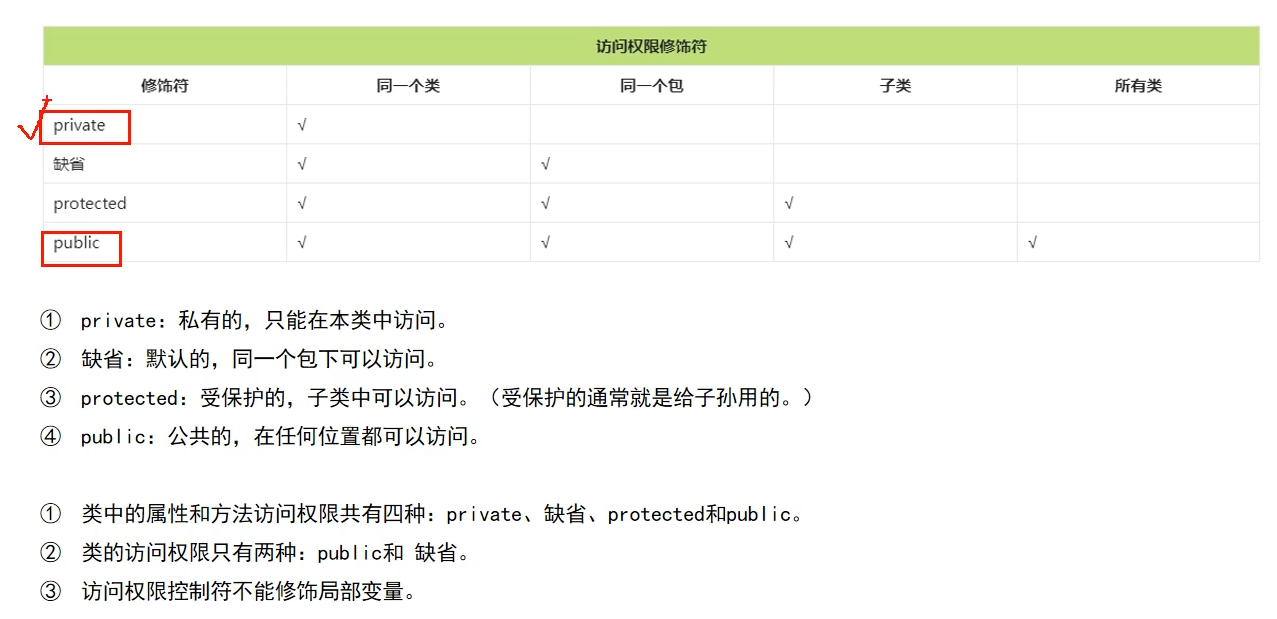 访问权限修饰符
修饰符 同一个类 同一个包 子类 所有类
private √
缺省 √ √
protected √ √ √
public √ √ √ √
① private：私有的，只能在本类中访问。
② 缺省：默认的，同一个包下可以访问。
③ protected：受保护的，子类中可以访问。（受保护的通常就是给子孙用的。）
④ public：公共的，在任何位置都可以访问。
① 类中的属性和方法访问权限共有四种：private、缺省、protected和public。
② 类的访问权限只有两种：public和 缺省。
③ 访问权限控制符不能修饰局部变量。